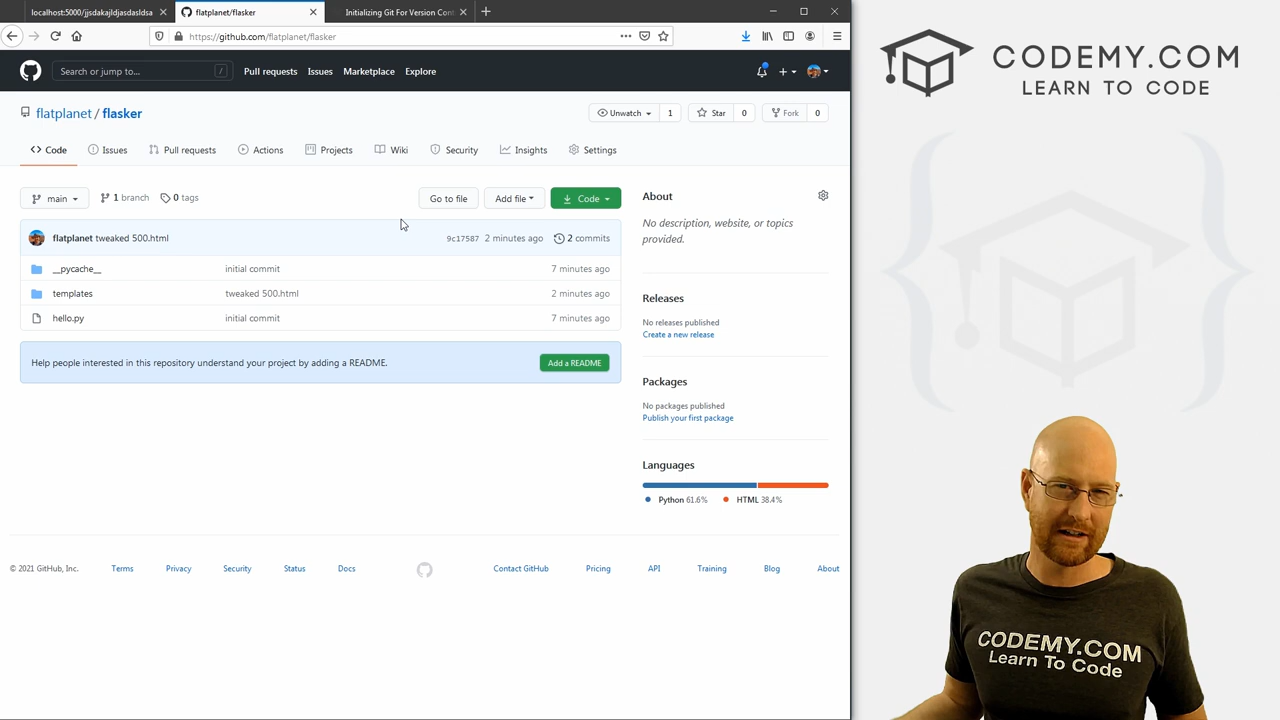 localhost:5000/jjsdakajldjasdasldsa
flatplanet/flasker
Initializing Git For Version Cont
https://github.com/flatplanet/flasker
Search or jump to...
/
Pull requests
Issues
Marketplace
Explore
flatplanet / flasker
Unwatch
1
Star
0
Fork
0
Code
Issues
Pull requests
Actions
Projects
Wiki
Security
Insights
Settings
main
1 branch
0 tags
Go to file
Add file
Code
flatplanet tweaked 500.html
9c17587
2 minutes ago
2 commits
__pycache__
initial commit
7 minutes ago
templates
tweaked 500.html
2 minutes ago
hello.py
initial commit
7 minutes ago
Help people interested in this repository understand your project by adding a README.
Add a README
About
No description, website, or topics
provided.
Releases
No releases published
Create a new release
Packages
No packages published
Publish your first package
Languages
Python 61.6%
HTML 38.4%
© 2021 GitHub, Inc.
Terms
Privacy
Security
Status
Docs
Contact GitHub
Pricing
API
Training
Blog
About
CODEMY.COM
LEARN TO CODE
CODEMY.COM
Learn To Code